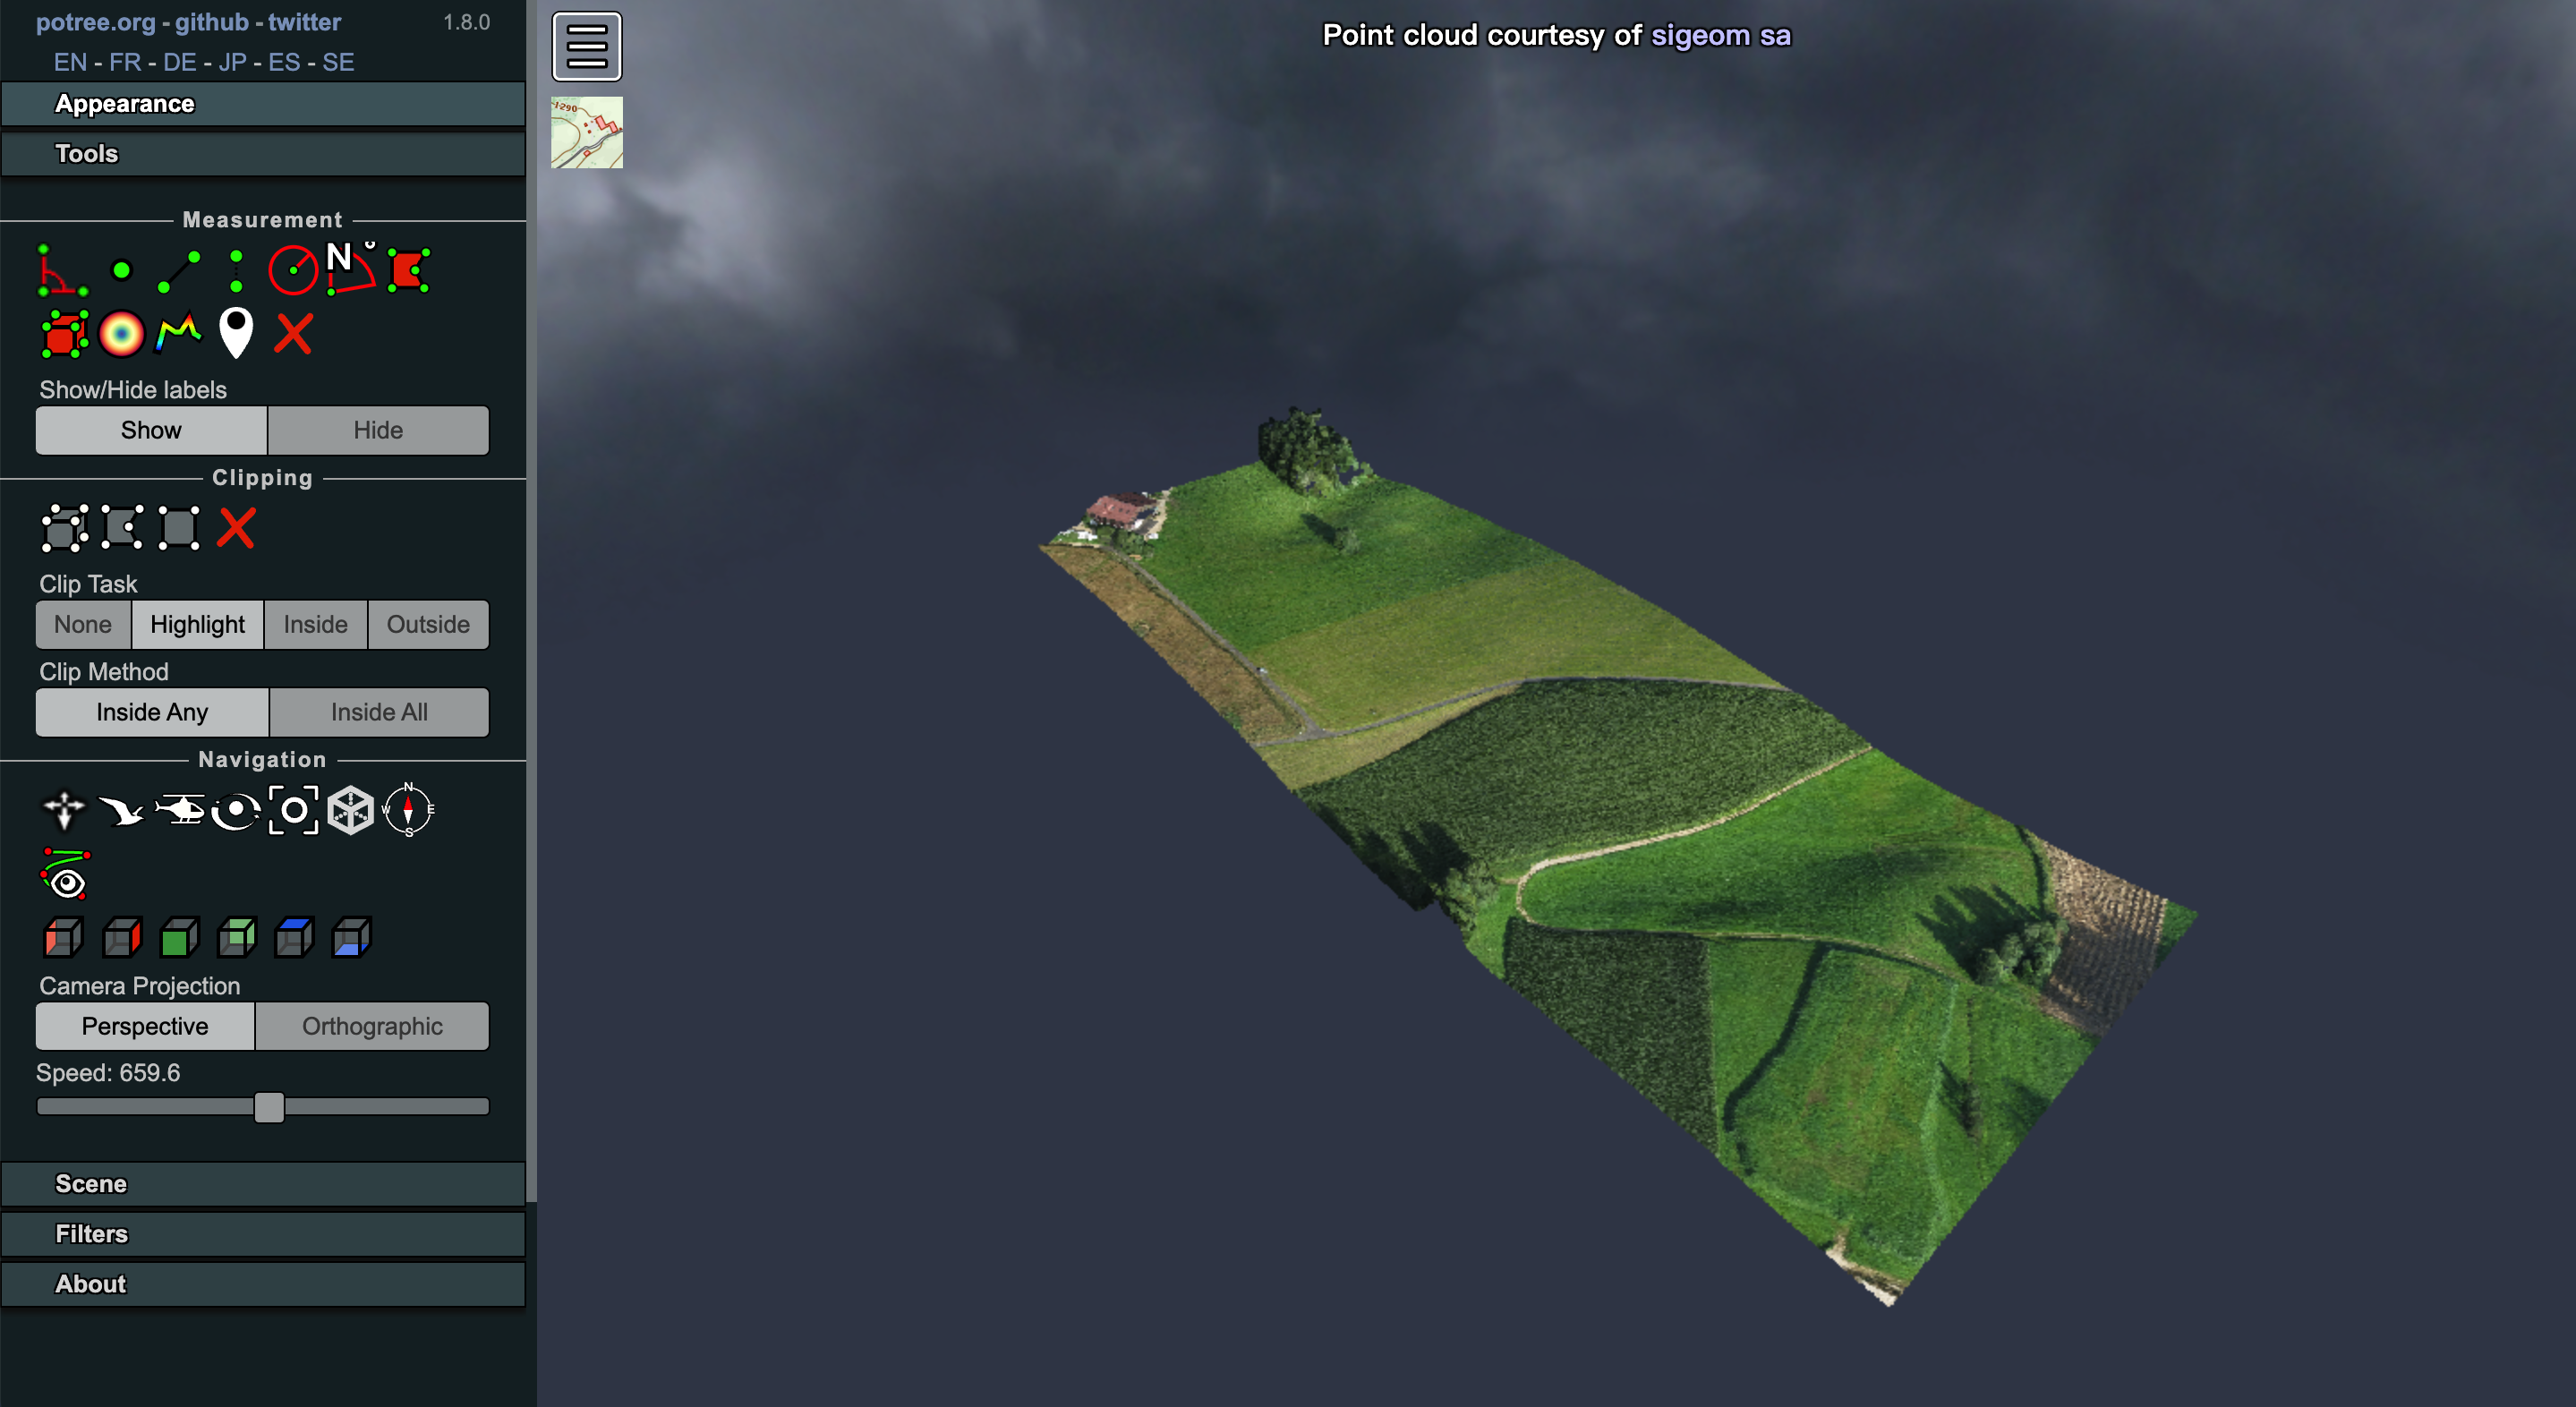 potree.org - github - twitter 1.8.0
EN - FR - DE - JP - ES - SE
Appearance
Tools
Measurement
N°
Show/Hide labels
Show Hide
Clipping
Clip Task
None Highlight Inside Outside
Clip Method
Inside Any Inside All
Navigation
N
W E
S
Camera Projection
Perspective Orthographic
Speed: 659.6
Scene
Filters
About
1290
Point cloud courtesy of sigeom sa